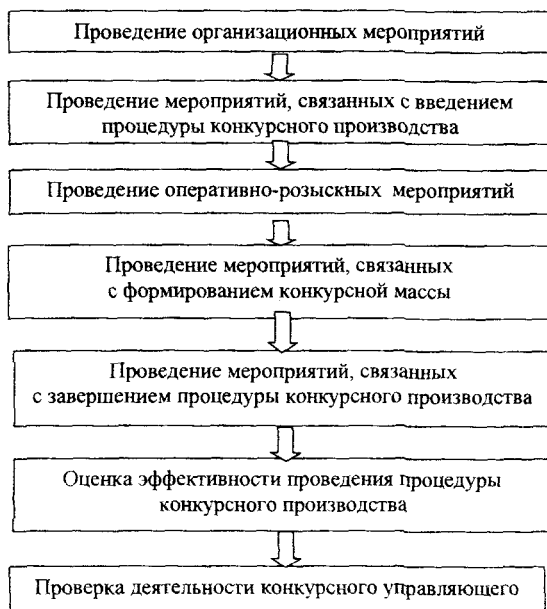 Проведение организационных мероприятий
Проведение мероприятий, связанных с введением
процедуры конкурсного производства
Проведение оперативно-розыскных мероприятий
Проведение мероприятий, связанных
с формированием конкурсной массы
Проведение мероприятий, связанных
с завершением процедуры конкурсного производства
Оценка эффективности проведения процедуры
конкурсного производства
Проверка деятельности конкурсного управляющего